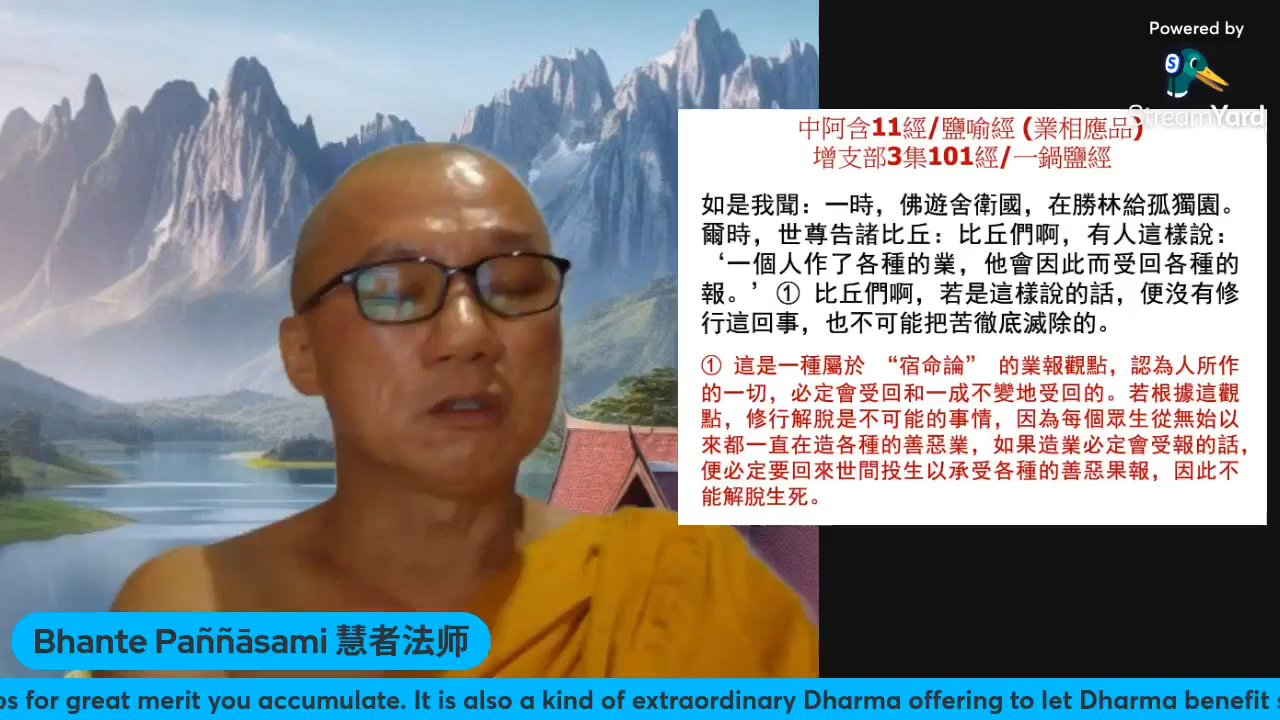 Powered by
StreamYard
中阿含11經/鹽喻經 (業相應品)
增支部3集101經/一鍋鹽經
如是我聞：一時，佛遊舍衛國，在勝林給孤獨園。
爾時，世尊告諸比丘：比丘們啊，有人這樣說：
‘一個人作了各種的業，他會因此而受回各種的
報。’ ① 比丘們啊，若是這樣說的話，便沒有修
行這回事，也不可能把苦徹底滅除的。
① 這是一種屬於 “宿命論” 的業報觀點，認為人所作
的一切，必定會受回和一成不變地受回的。若根據這觀
點，修行解脫是不可能的事情，因為每個眾生從無始以
來都一直在造各種的善惡業，如果造業必定會受報的話，
便必定要回來世間投生以承受各種的善惡果報，因此不
能解脫生死。
Bhante Paññāsami 慧者法师
for great merit you accumulate. It is also a kind of extraordinary Dharma offering to let Dharma benefit